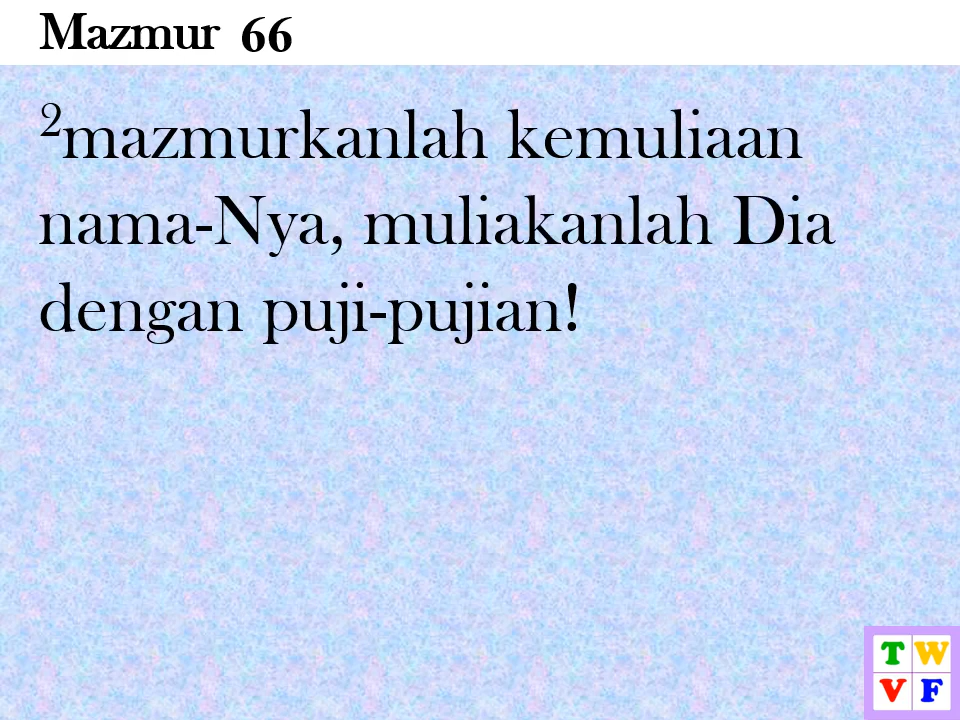 Mazmur 66
2mazmurkanlah kemuliaan
nama-Nya, muliakanlah Dia
dengan puji-pujian!
T W
V F